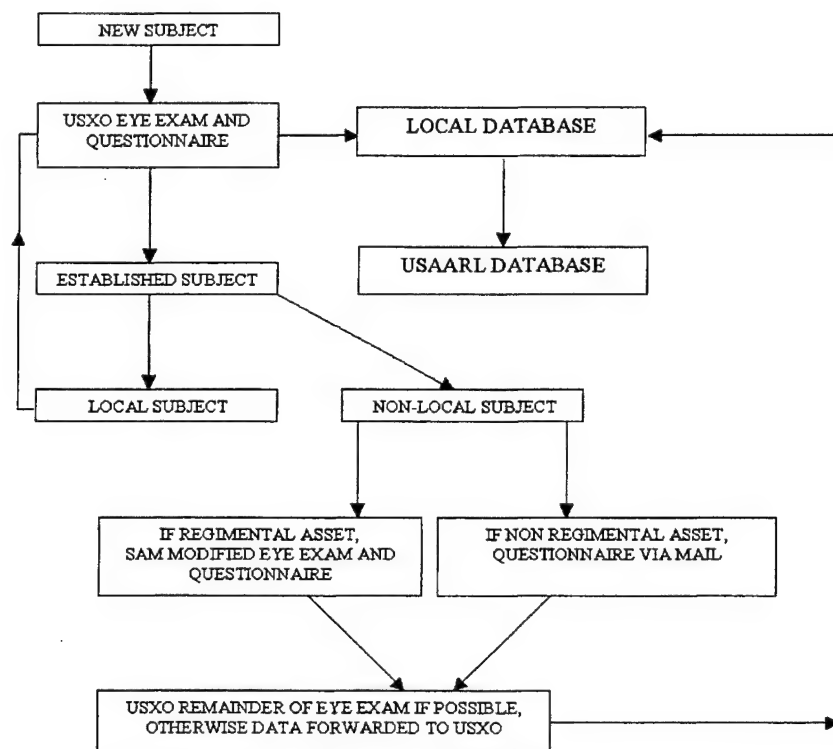 NEW SUBJECT
USXO EYE EXAM AND
QUESTIONNAIRE
LOCAL DATABASE
USAARL DATABASE
ESTABLISHED SUBJECT
LOCAL SUBJECT
NON-LOCAL SUBJECT
IF REGIMENTAL ASSET,
SAM MODIFIED EYE EXAM AND
QUESTIONNAIRE
IF NON REGIMENTAL ASSET,
QUESTIONNAIRE VIA MAIL
USXO REMAINDER OF EYE EXAM IF POSSIBLE,
OTHERWISE DATA FORWARDED TO USXO